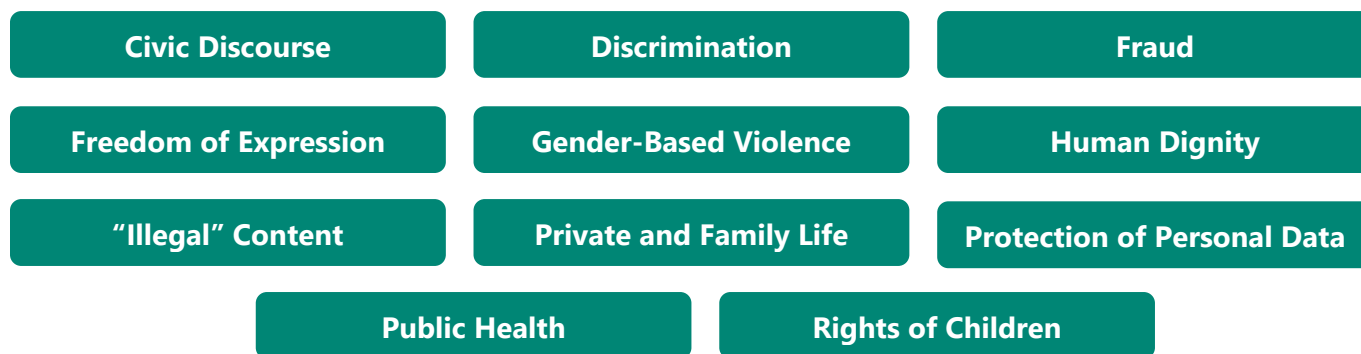 Civic Discourse
Discrimination
Fraud
Freedom of Expression
Gender-Based Violence
Human Dignity
“Illegal” Content
Private and Family Life
Protection of Personal Data
Public Health
Rights of Children